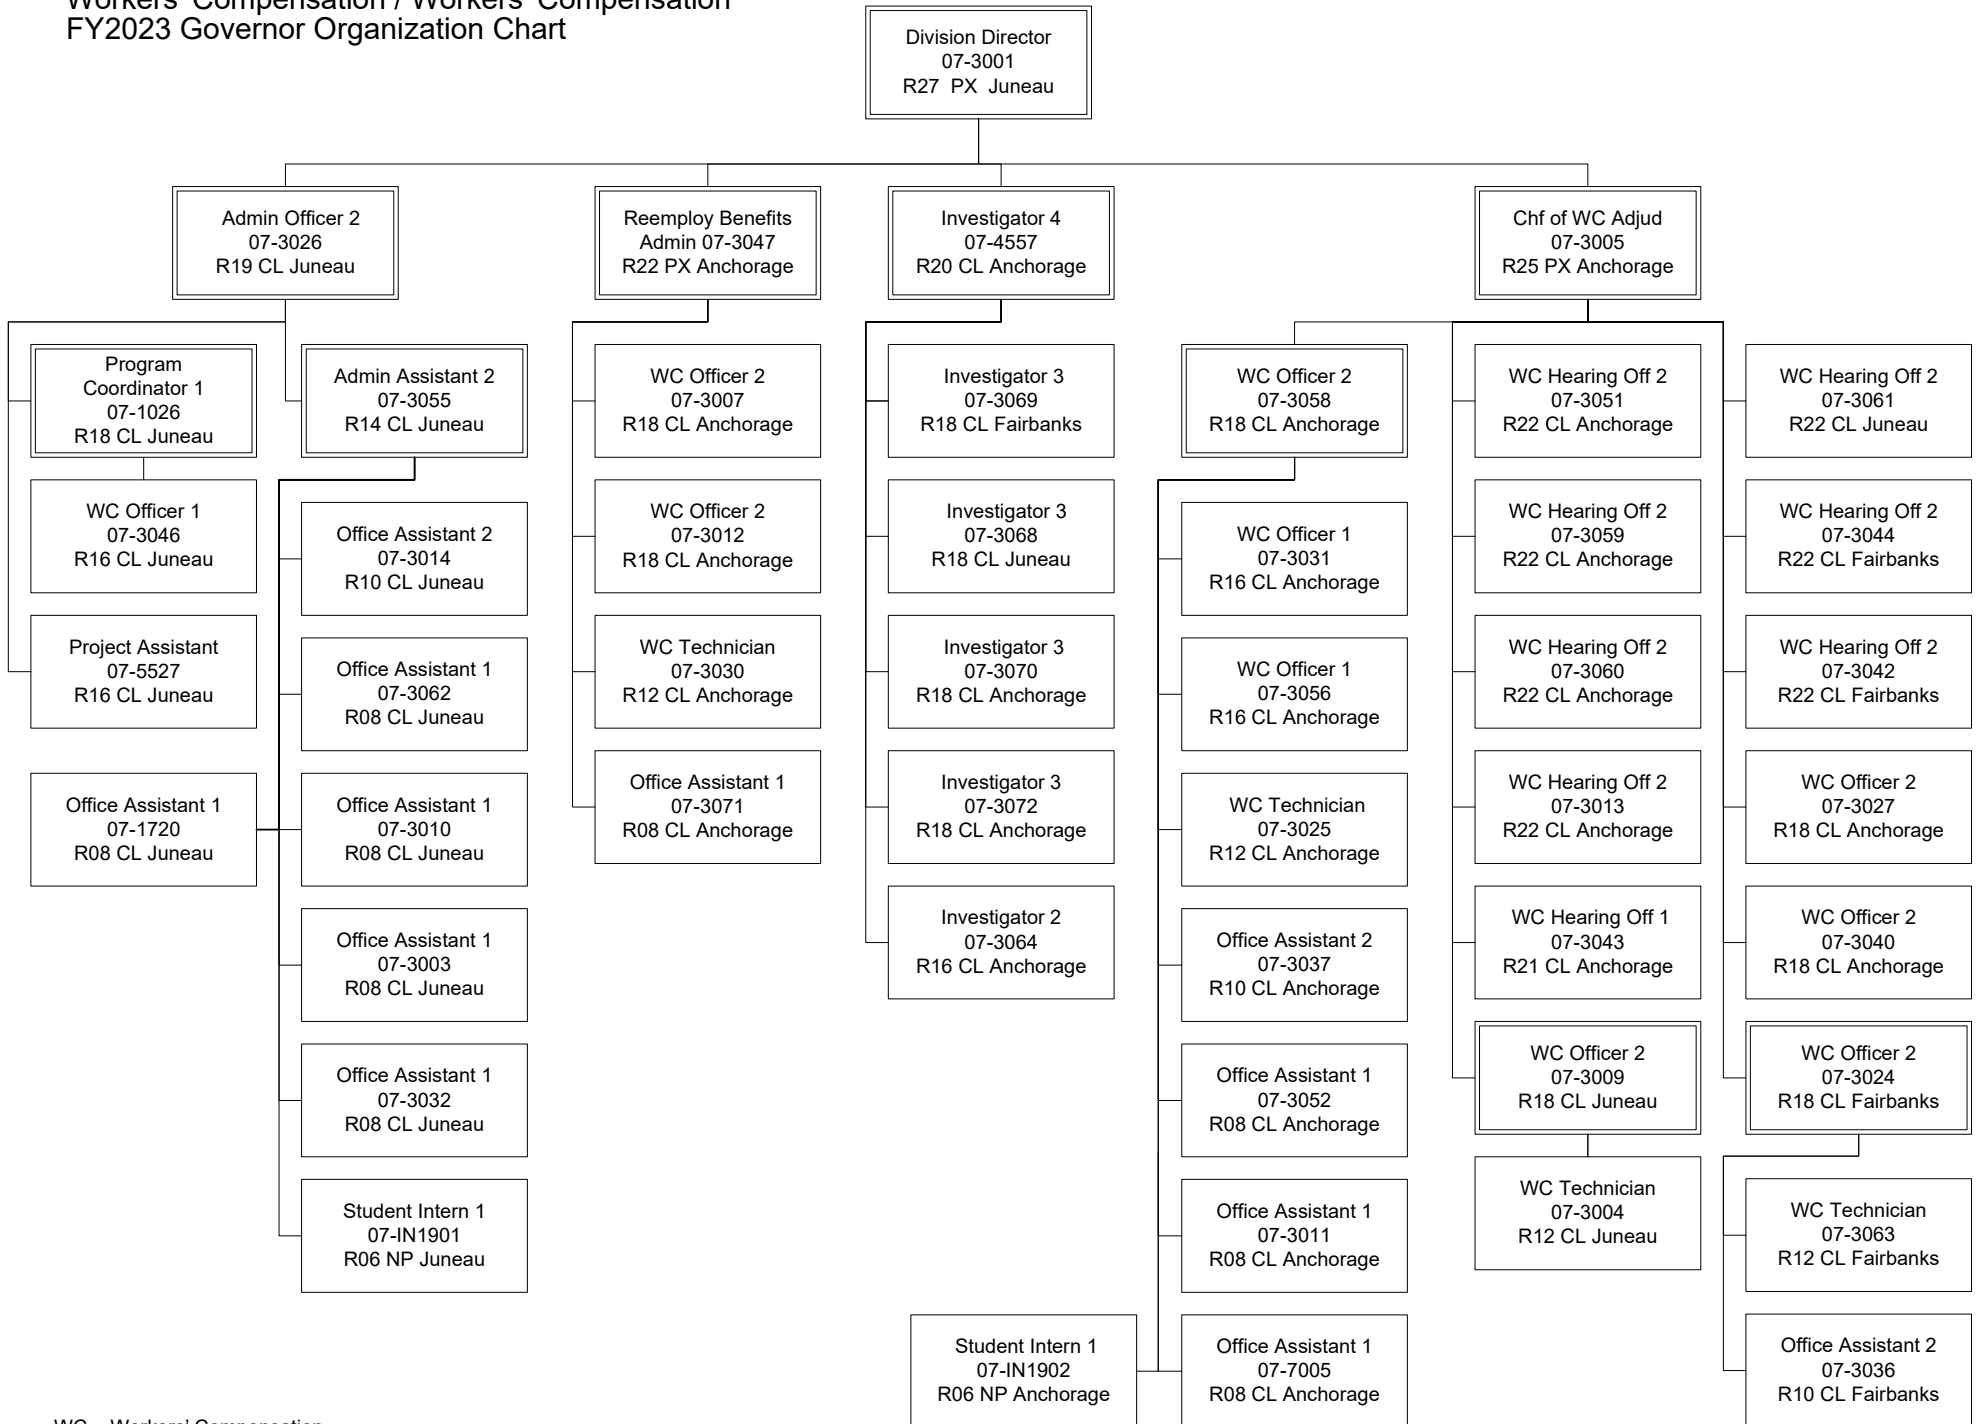 Workers' Compensation / Workers' Compensation
FY2023 Governor Organization Chart
Division Director
07-3001
R27 PX Juneau
Admin Officer 2
07-3026
R19 CL Juneau
Reemploy Benefits
Admin 07-3047
R22 PX Anchorage
Investigator 4
07-4557
R20 CL Anchorage
Chf of WC Adjud
07-3005
R25 PX Anchorage
Program
Coordinator 1
07-1026
R18 CL Juneau
WC Officer 1
07-3046
R16 CL Juneau
Project Assistant
07-5527
R16 CL Juneau
Office Assistant 1
07-1720
R08 CL Juneau
Admin Assistant 2
07-3055
R14 CL Juneau
Office Assistant 2
07-3014
R10 CL Juneau
Office Assistant 1
07-3062
R08 CL Juneau
Office Assistant 1
07-3010
R08 CL Juneau
Office Assistant 1
07-3003
R08 CL Juneau
Office Assistant 1
07-3032
R08 CL Juneau
Student Intern 1
07-IN1901
R06 NP Juneau
WC Officer 2
07-3007
R18 CL Anchorage
WC Officer 2
07-3012
R18 CL Anchorage
WC Technician
07-3030
R12 CL Anchorage
Office Assistant 1
07-3071
R08 CL Anchorage
Investigator 3
07-3069
R18 CL Fairbanks
Investigator 3
07-3068
R18 CL Juneau
Investigator 3
07-3070
R18 CL Anchorage
Investigator 3
07-3072
R18 CL Anchorage
Investigator 2
07-3064
R16 CL Anchorage
WC Officer 2
07-3058
R18 CL Anchorage
WC Officer 1
07-3031
R16 CL Anchorage
WC Officer 1
07-3056
R16 CL Anchorage
WC Technician
07-3025
R12 CL Anchorage
Office Assistant 2
07-3037
R10 CL Anchorage
Office Assistant 1
07-3052
R08 CL Anchorage
Office Assistant 1
07-3011
R08 CL Anchorage
Student Intern 1
07-IN1902
R06 NP Anchorage
Office Assistant 1
07-7005
R08 CL Anchorage
WC Hearing Off 2
07-3051
R22 CL Anchorage
WC Hearing Off 2
07-3059
R22 CL Anchorage
WC Hearing Off 2
07-3060
R22 CL Anchorage
WC Hearing Off 2
07-3013
R22 CL Anchorage
WC Hearing Off 1
07-3043
R21 CL Anchorage
WC Officer 2
07-3009
R18 CL Juneau
WC Technician
07-3004
R12 CL Juneau
WC Hearing Off 2
07-3061
R22 CL Juneau
WC Hearing Off 2
07-3044
R22 CL Fairbanks
WC Hearing Off 2
07-3042
R22 CL Fairbanks
WC Officer 2
07-3027
R18 CL Anchorage
WC Officer 2
07-3040
R18 CL Anchorage
WC Officer 2
07-3024
R18 CL Fairbanks
WC Technician
07-3063
R12 CL Fairbanks
Office Assistant 2
07-3036
R10 CL Fairbanks
WC – Workers' Compensation